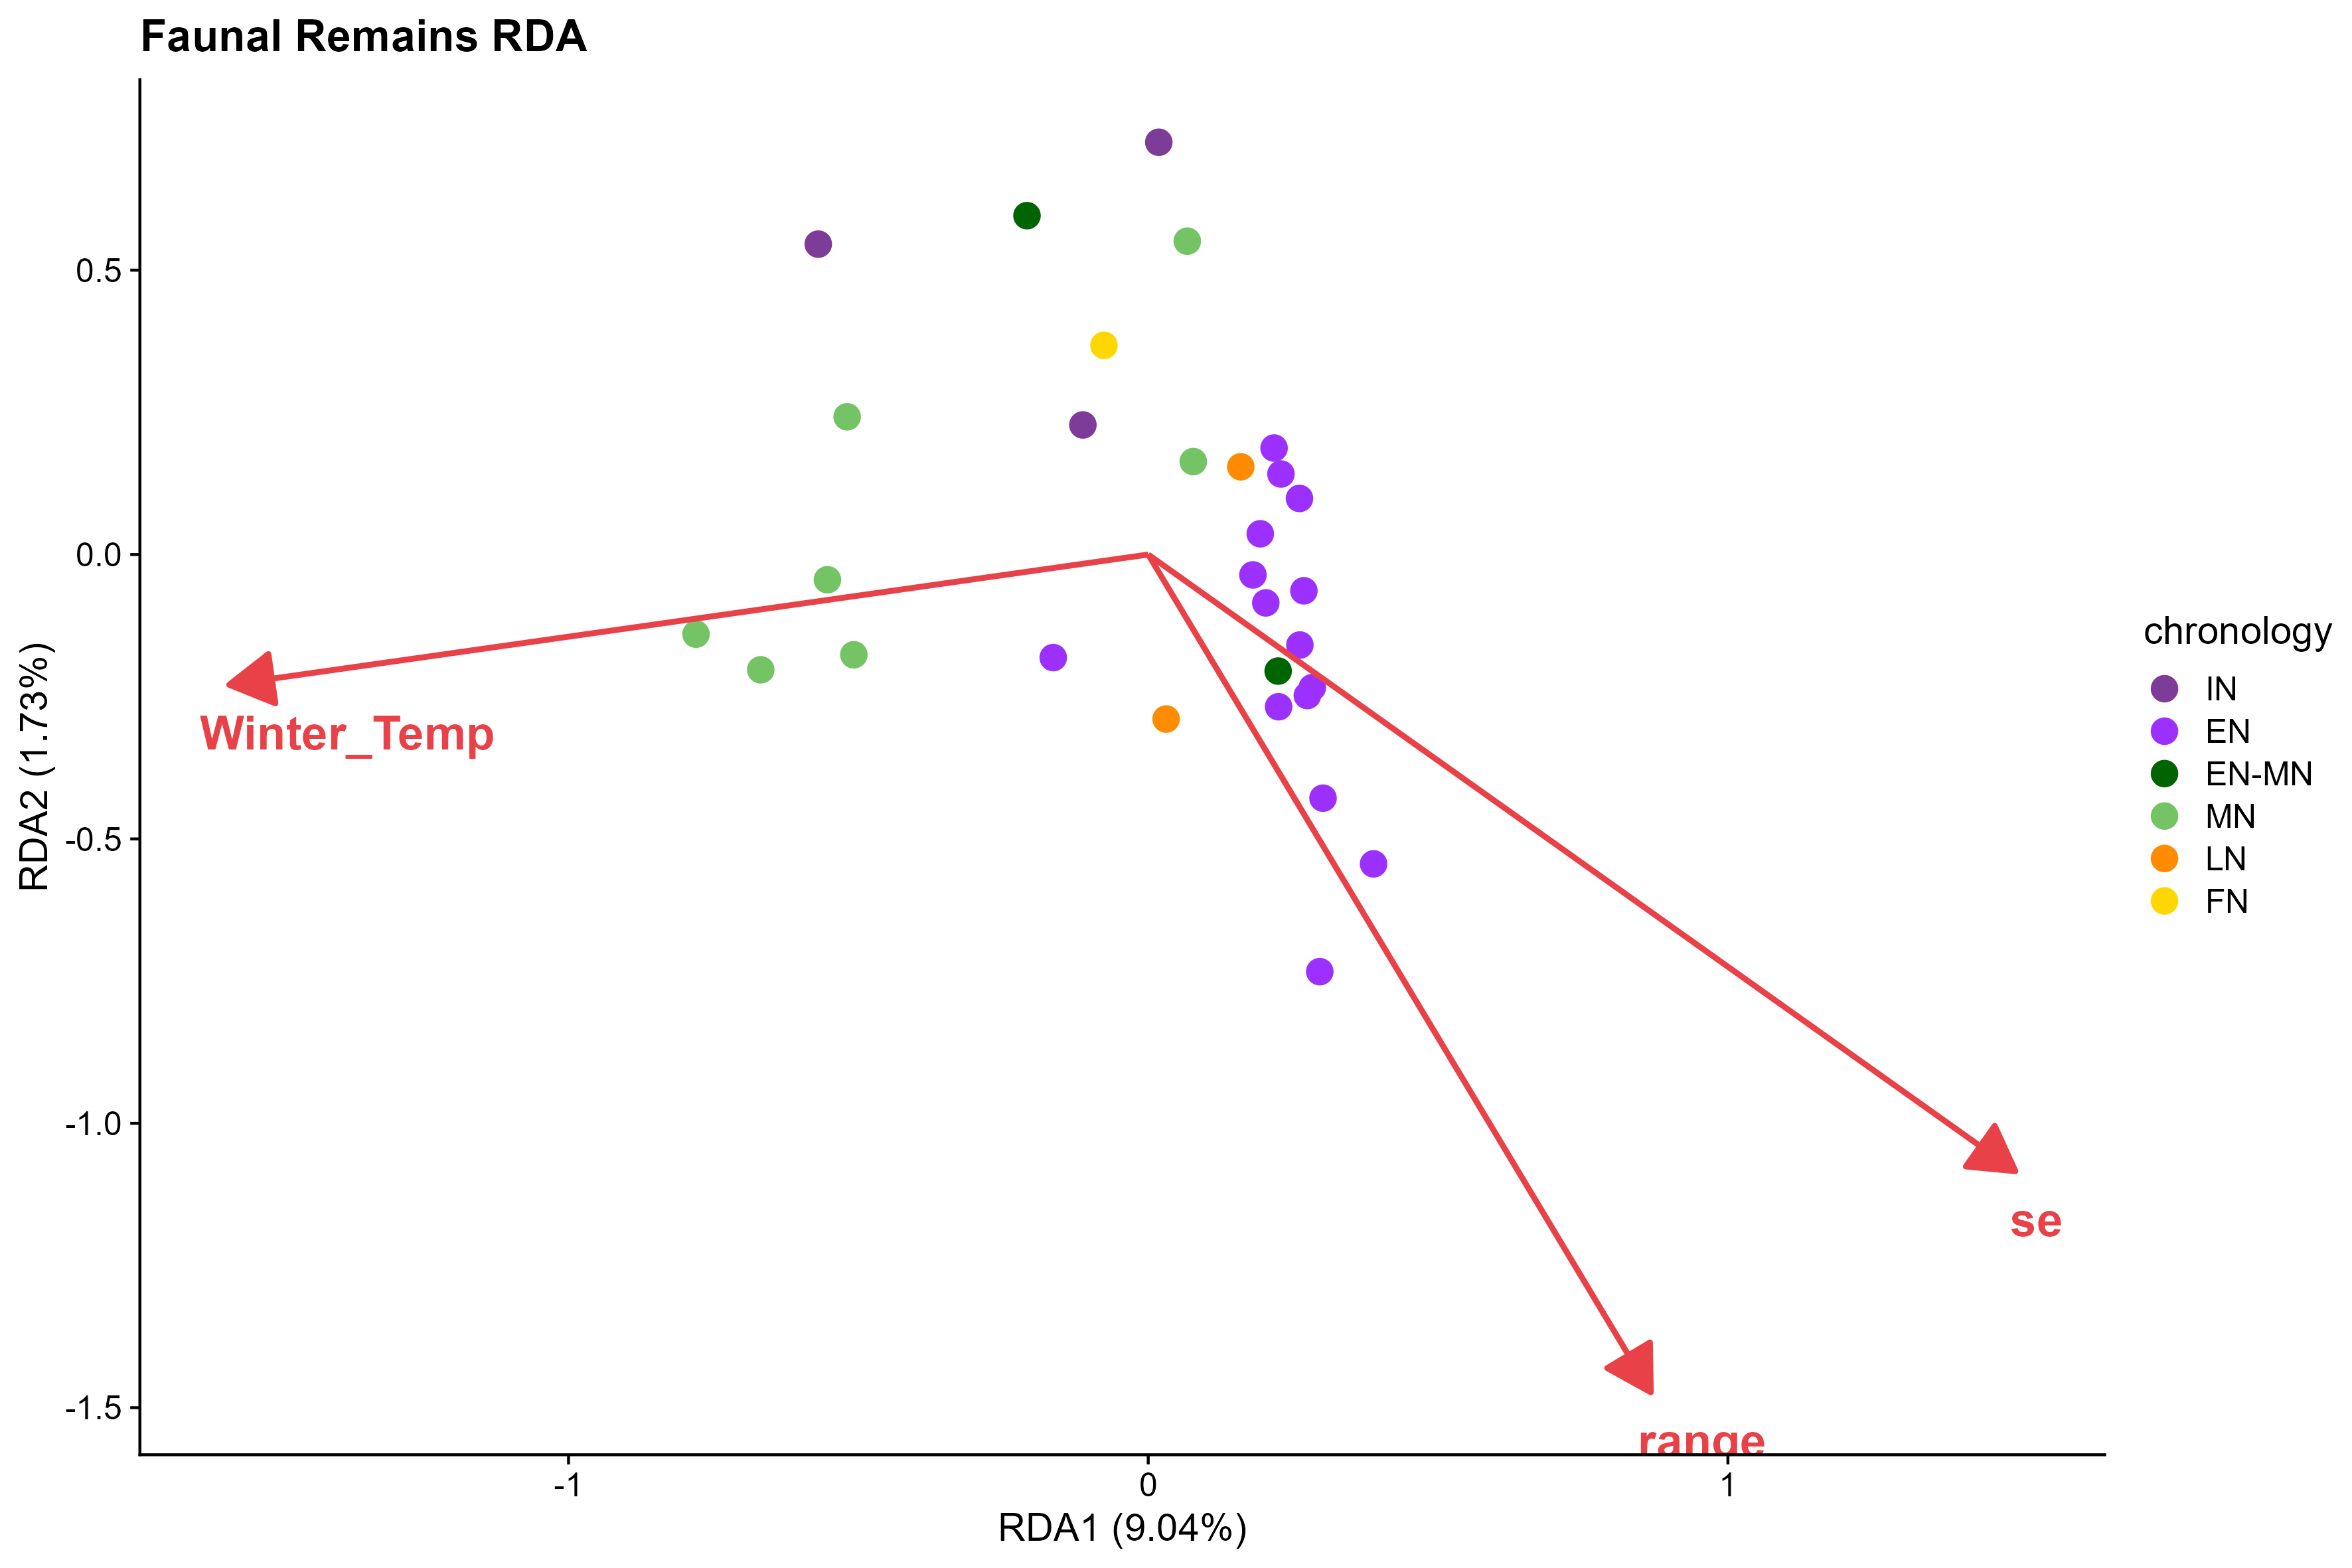 Faunal Remains RDA
0.5
0.0
-0.5
-1.0
-1.5
RDA2 (1.73%)
Winter_Temp
se
range
-1
0
1
RDA1 (9.04%)
chronology
IN
EN
EN-MN
MN
LN
FN